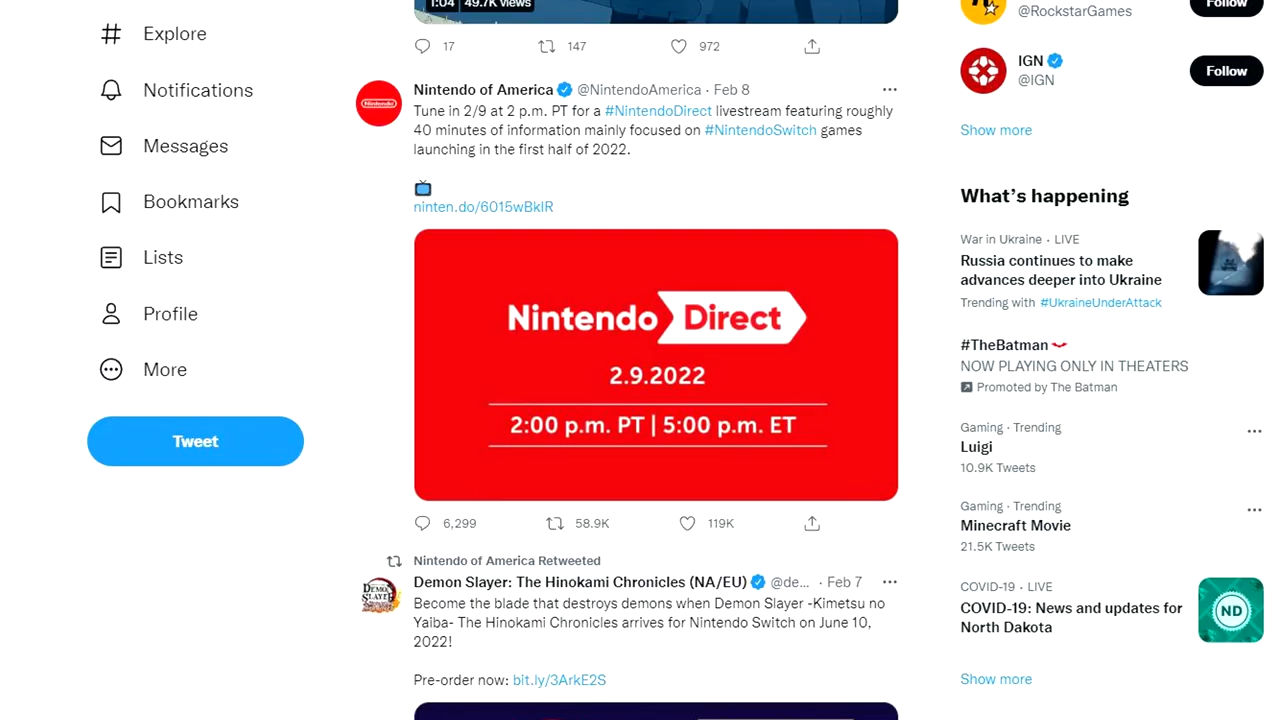 Explore
Notifications
Messages
Bookmarks
Lists
Profile
More
Tweet
1:04 49.7K views
17 147 972
Nintendo
Nintendo of America @NintendoAmerica · Feb 8
Tune in 2/9 at 2 p.m. PT for a #NintendoDirect livestream featuring roughly
40 minutes of information mainly focused on #NintendoSwitch games
launching in the first half of 2022.
ninten.do/6015wBkIR
Nintendo Direct
2.9.2022
2:00 p.m. PT | 5:00 p.m. ET
6,299 58.9K 119K
Nintendo of America Retweeted
DEMON
SLAYER
Demon Slayer: The Hinokami Chronicles (NA/EU) @de... · Feb 7
Become the blade that destroys demons when Demon Slayer -Kimetsu no
Yaiba- The Hinokami Chronicles arrives for Nintendo Switch on June 10,
2022!
Pre-order now: bit.ly/3ArkE2S
@RockstarGames
Follow
IGN
@IGN
Follow
Show more
What's happening
War in Ukraine · LIVE
Russia continues to make
advances deeper into Ukraine
Trending with #UkraineUnderAttack
#TheBatman
NOW PLAYING ONLY IN THEATERS
Promoted by The Batman
Gaming · Trending
Luigi
10.9K Tweets
Gaming · Trending
Minecraft Movie
21.5K Tweets
COVID-19 · LIVE
COVID-19: News and updates for
North Dakota
ND
Show more